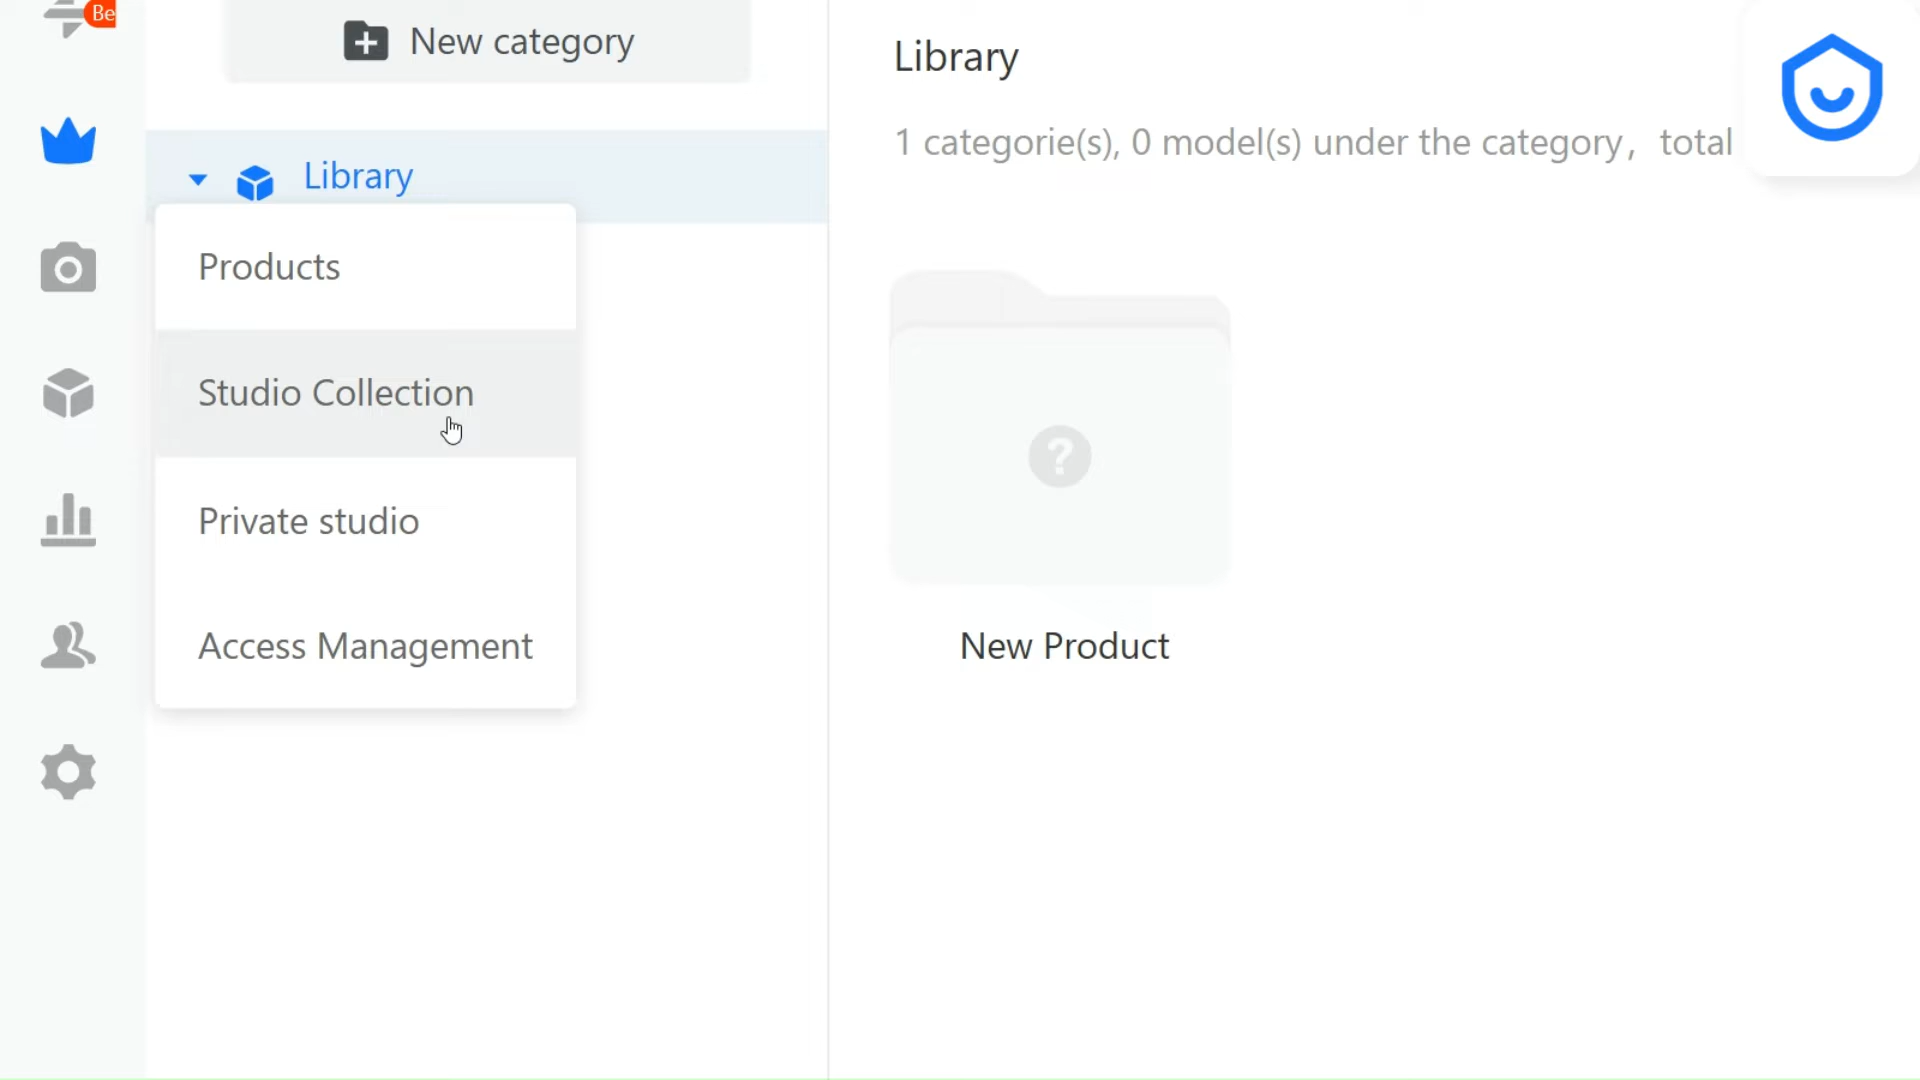 Be
New category
Library
Products
Studio Collection
Private studio
Access Management
Library
1 categorie(s), 0 model(s) under the category，total
?
New Product